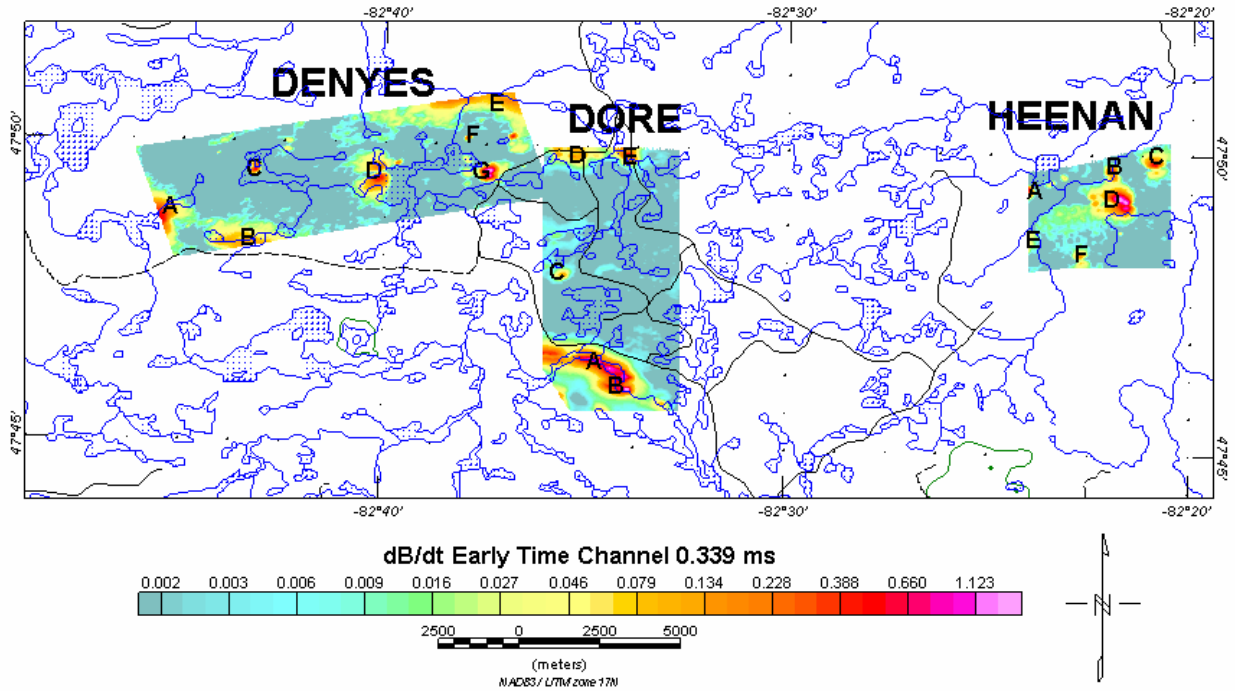 -82°40' -82°30' -82°20'
DENYES
DORE
HEENAN
47°50' 47°50'
E
F
C D G
D E
A B C
A
B
D
E
F
C
A
B
47°45' 47°45'
-82°40' -82°30' -82°20'
dB/dt Early Time Channel 0.339 ms
0.002 0.003 0.006 0.009 0.016 0.027 0.046 0.079 0.134 0.228 0.388 0.660 1.123
2500 0 2500 5000
(meters)
NAD83 / UTM zone 17N
N